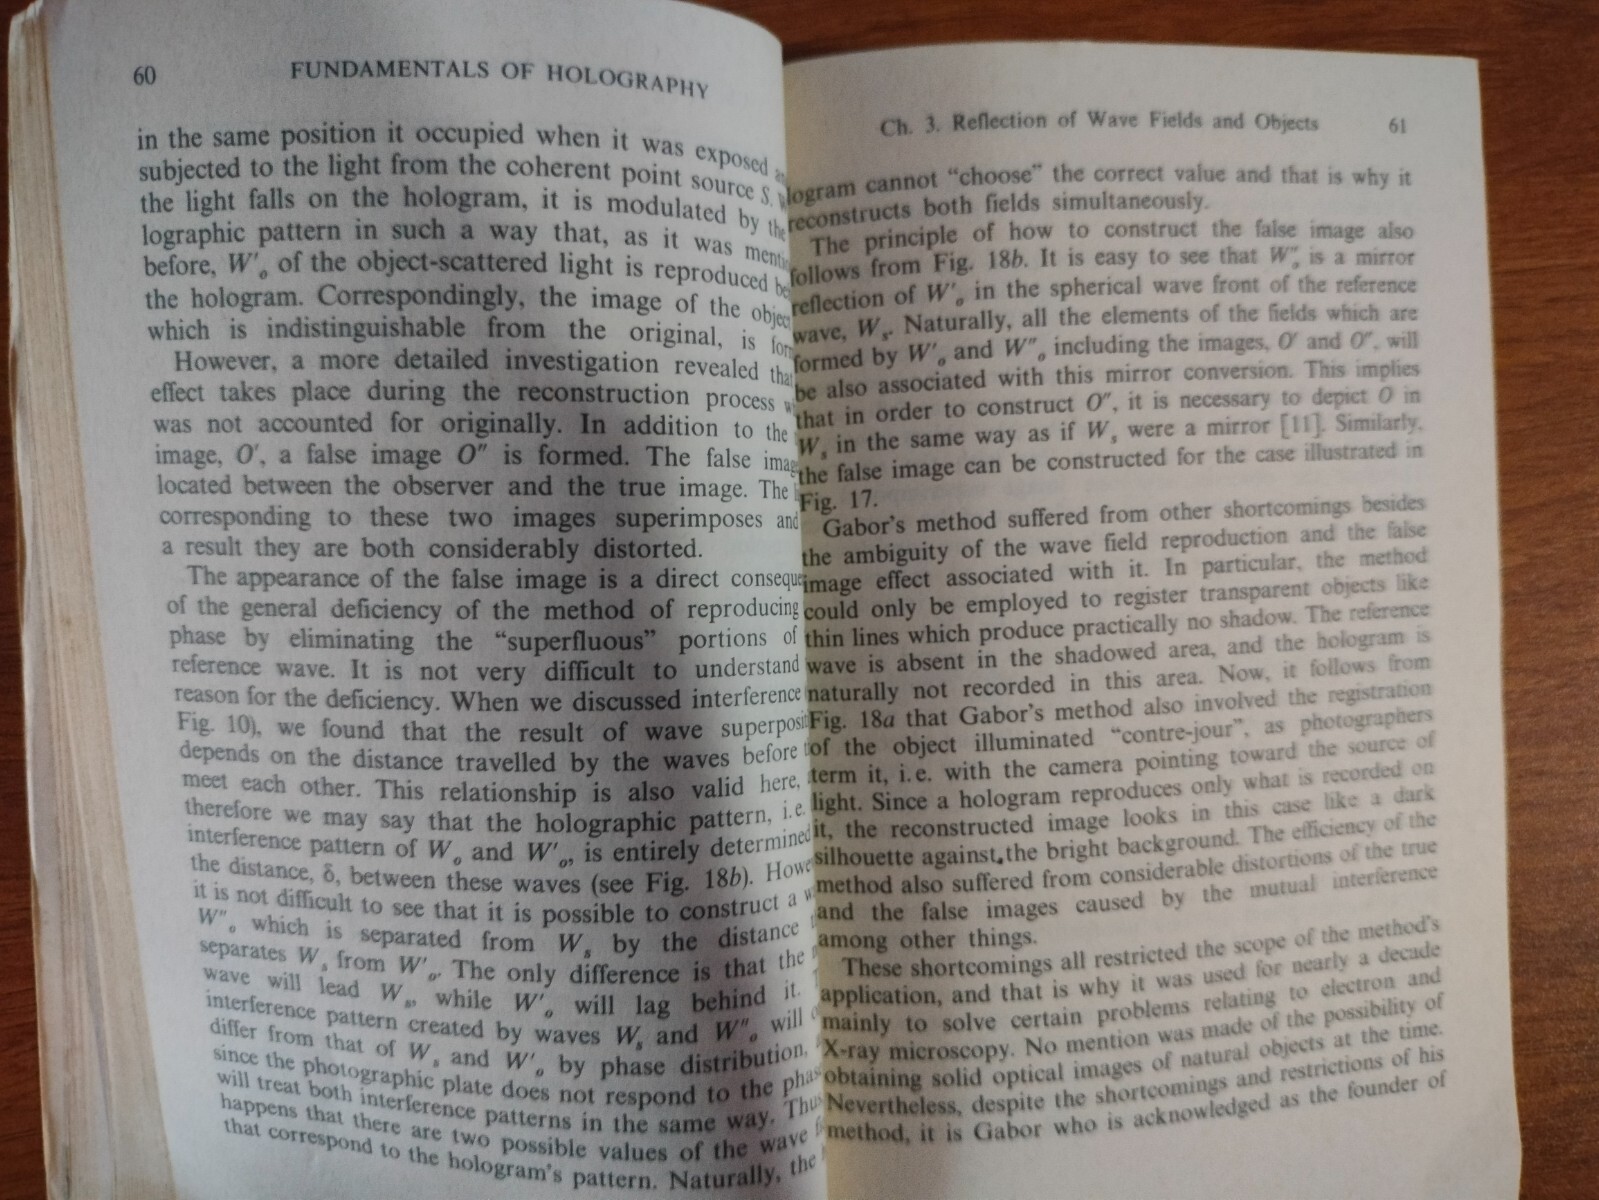 60 FUNDAMENTALS OF HOLOGRAPHY
in the same position it occupied when it was exposed
subjected to the light from the coherent point source S.
the light falls on the hologram, it is modulated by the
lographic pattern in such a way that, as it was
before, W′o of the object-scattered light is reproduced
the hologram. Correspondingly, the image of the object
which is indistinguishable from the original, is
However, a more detailed investigation revealed that
effect takes place during the reconstruction process
was not accounted for originally. In addition to the
image, O′, a false image O″ is formed. The false
located between the observer and the true image. The
corresponding to these two images superimposes and
a result they are both considerably distorted.
The appearance of the false image is a direct
of the general deficiency of the method of reproducing
phase by eliminating the “superfluous” portions of
reference wave. It is not very difficult to understand
reason for the deficiency. When we discussed interference
Fig. 10), we found that the result of wave
depends on the distance travelled by the waves before
meet each other. This relationship is also valid here,
therefore we may say that the holographic pattern, i.e.
interference pattern of Wo and W′o, is entirely determined
the distance, δ, between these waves (see Fig. 18b).
it is not difficult to see that it is possible to construct a
W″o which is separated from Ws by the distance
separates Ws from W′o. The only difference is that the
wave will lead Ws, while W′o will lag behind it.
interference pattern created by waves Ws and W″o will
differ from that of Ws and W′o by phase distribution,
since the photographic plate does not respond to the
will treat both interference patterns in the same way.
happens that there are two possible values of the wave
that correspond to the hologram's pattern. Naturally, the
Ch. 3. Reflection of Wave Fields and Objects 61
logram cannot “choose” the correct value and that is why it
reconstructs both fields simultaneously.
The principle of how to construct the false image also
follows from Fig. 18b. It is easy to see that W″o is a mirror
reflection of W′o in the spherical wave front of the reference
wave, Ws. Naturally, all the elements of the fields which are
formed by W′o and W″o including the images, O′ and O″, will
be also associated with this mirror conversion. This implies
that in order to construct O″, it is necessary to depict O in
Ws in the same way as if Ws were a mirror [11]. Similarly,
the false image can be constructed for the case illustrated in
Fig. 17.
Gabor's method suffered from other shortcomings besides
the ambiguity of the wave field reproduction and the false
image effect associated with it. In particular, the method
could only be employed to register transparent objects like
thin lines which produce practically no shadow. The reference
wave is absent in the shadowed area, and the hologram is
naturally not recorded in this area. Now, it follows from
Fig. 18a that Gabor's method also involved the registration
of the object illuminated “contre-jour”, as photographers
term it, i.e. with the camera pointing toward the source of
light. Since a hologram reproduces only what is recorded on
it, the reconstructed image looks in this case like a dark
silhouette against the bright background. The efficiency of the
method also suffered from considerable distortions of the true
and the false images caused by the mutual interference
among other things.
These shortcomings all restricted the scope of the method's
application, and that is why it was used for nearly a decade
mainly to solve certain problems relating to electron and
X-ray microscopy. No mention was made of the possibility of
obtaining solid optical images of natural objects at the time.
Nevertheless, despite the shortcomings and restrictions of his
method, it is Gabor who is acknowledged as the founder of